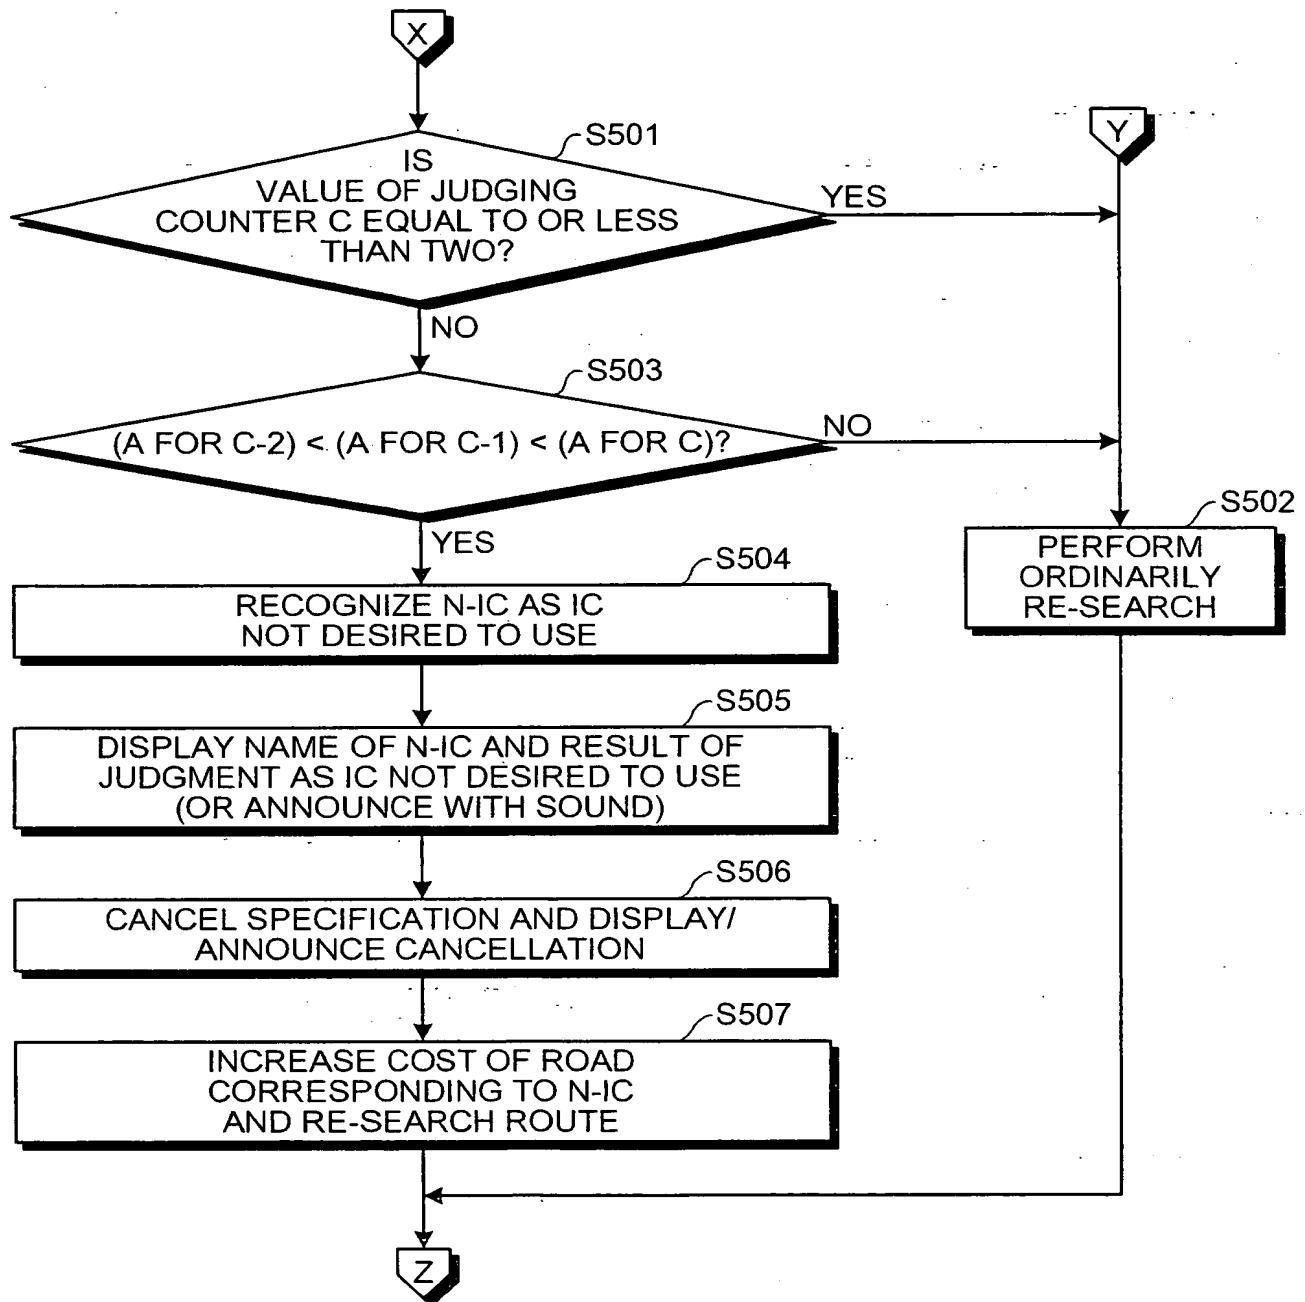 X
S501
IS
VALUE OF JUDGING
COUNTER C EQUAL TO OR LESS
THAN TWO?
YES
Y
NO
S503
(A FOR C-2) < (A FOR C-1) < (A FOR C)?
NO
YES
S502
PERFORM
ORDINARILY
RE-SEARCH
S504
RECOGNIZE N-IC AS IC
NOT DESIRED TO USE
S505
DISPLAY NAME OF N-IC AND RESULT OF
JUDGMENT AS IC NOT DESIRED TO USE
(OR ANNOUNCE WITH SOUND)
S506
CANCEL SPECIFICATION AND DISPLAY/
ANNOUNCE CANCELLATION
S507
INCREASE COST OF ROAD
CORRESPONDING TO N-IC
AND RE-SEARCH ROUTE
Z